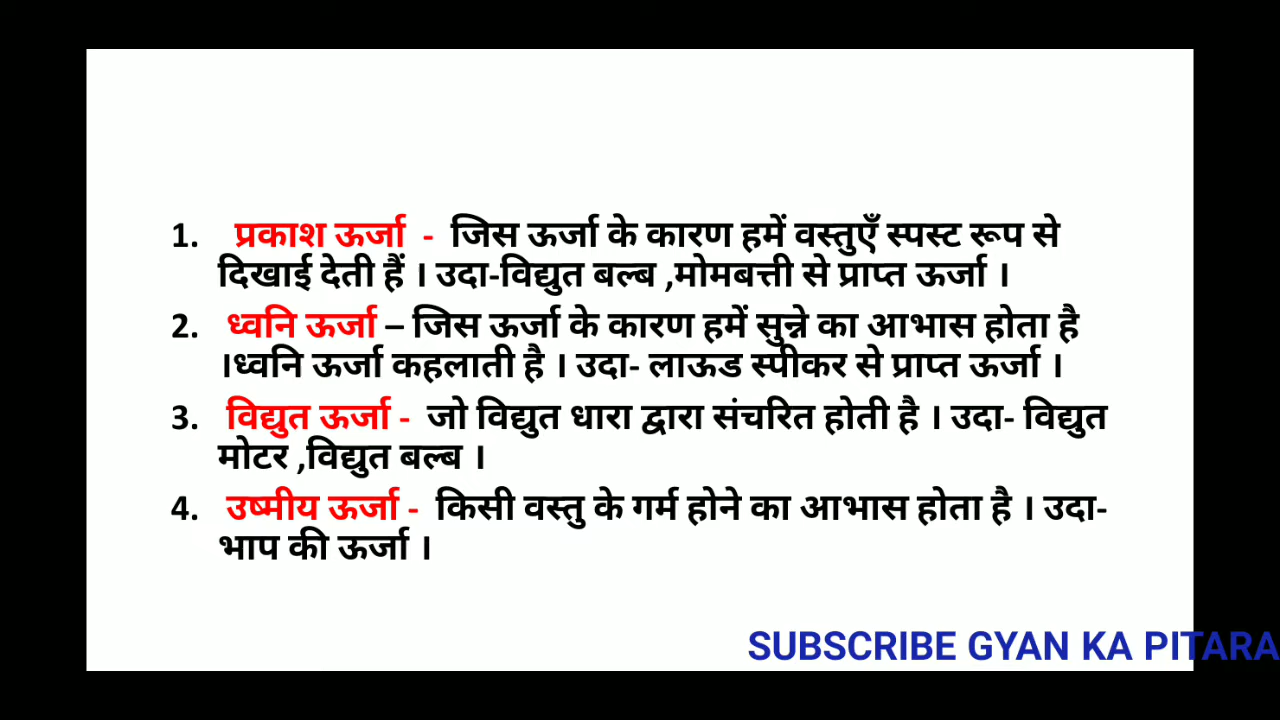 1. प्रकाश ऊर्जा - जिस ऊर्जा के कारण हमें वस्तुएँ स्पस्ट रूप से
दिखाई देती हैं । उदा-विद्युत बल्ब ,मोमबत्ती से प्राप्त ऊर्जा ।
2. ध्वनि ऊर्जा – जिस ऊर्जा के कारण हमें सुन्ने का आभास होता है
।ध्वनि ऊर्जा कहलाती है । उदा- लाऊड स्पीकर से प्राप्त ऊर्जा ।
3. विद्युत ऊर्जा - जो विद्युत धारा द्वारा संचरित होती है । उदा- विद्युत
मोटर ,विद्युत बल्ब ।
4. उष्मीय ऊर्जा - किसी वस्तु के गर्म होने का आभास होता है । उदा-
भाप की ऊर्जा ।
SUBSCRIBE GYAN KA PITARA